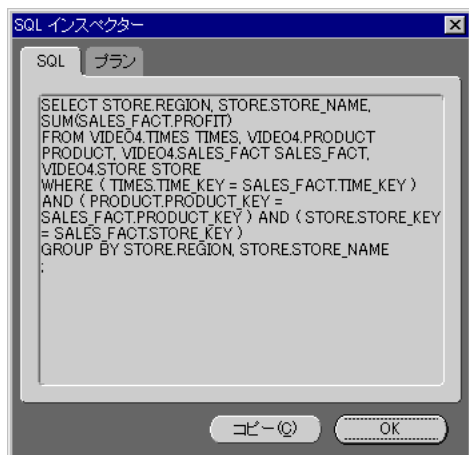 SQL インスペクター
SQL
プラン
SELECT STORE.REGION, STORE.STORE_NAME,
SUM(SALES_FACT.PROFIT)
FROM VIDEO4.TIMES TIMES, VIDEO4.PRODUCT
PRODUCT, VIDEO4.SALES_FACT SALES_FACT,
VIDEO4.STORE STORE
WHERE ( TIMES.TIME_KEY = SALES_FACT.TIME_KEY )
AND ( PRODUCT.PRODUCT_KEY =
SALES_FACT.PRODUCT_KEY ) AND ( STORE.STORE_KEY
= SALES_FACT.STORE_KEY )
GROUP BY STORE.REGION, STORE.STORE_NAME
;
コピー(C)
OK